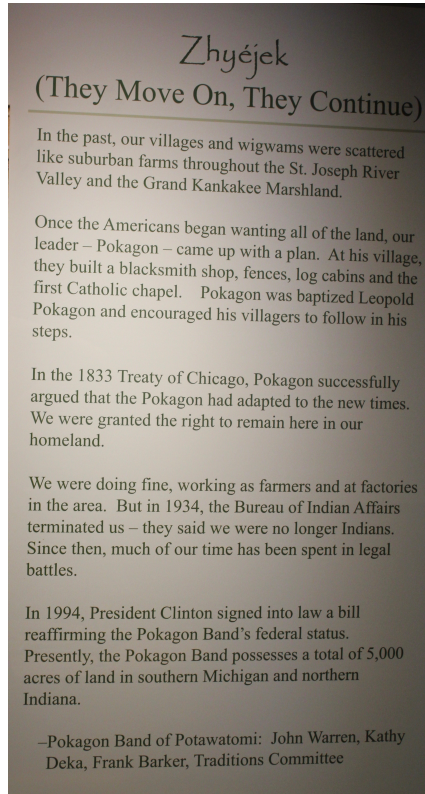 Zhyéjek
(They Move On, They Continue)
In the past, our villages and wigwams were scattered
like suburban farms throughout the St. Joseph River
Valley and the Grand Kankakee Marshland.
Once the Americans began wanting all of the land, our
leader – Pokagon – came up with a plan. At his village,
they built a blacksmith shop, fences, log cabins and the
first Catholic chapel. Pokagon was baptized Leopold
Pokagon and encouraged his villagers to follow in his
steps.
In the 1833 Treaty of Chicago, Pokagon successfully
argued that the Pokagon had adapted to the new times.
We were granted the right to remain here in our
homeland.
We were doing fine, working as farmers and at factories
in the area. But in 1934, the Bureau of Indian Affairs
terminated us – they said we were no longer Indians.
Since then, much of our time has been spent in legal
battles.
In 1994, President Clinton signed into law a bill
reaffirming the Pokagon Band’s federal status.
Presently, the Pokagon Band possesses a total of 5,000
acres of land in southern Michigan and northern
Indiana.
–Pokagon Band of Potawatomi: John Warren, Kathy
Deka, Frank Barker, Traditions Committee